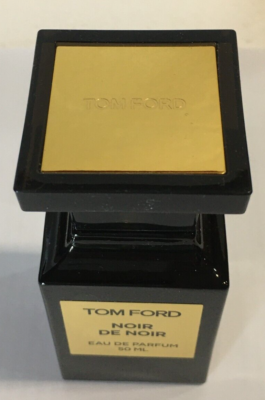 TOM FORD
TOM FORD
NOIR
DE NOIR
EAU DE PARFUM
50 ML